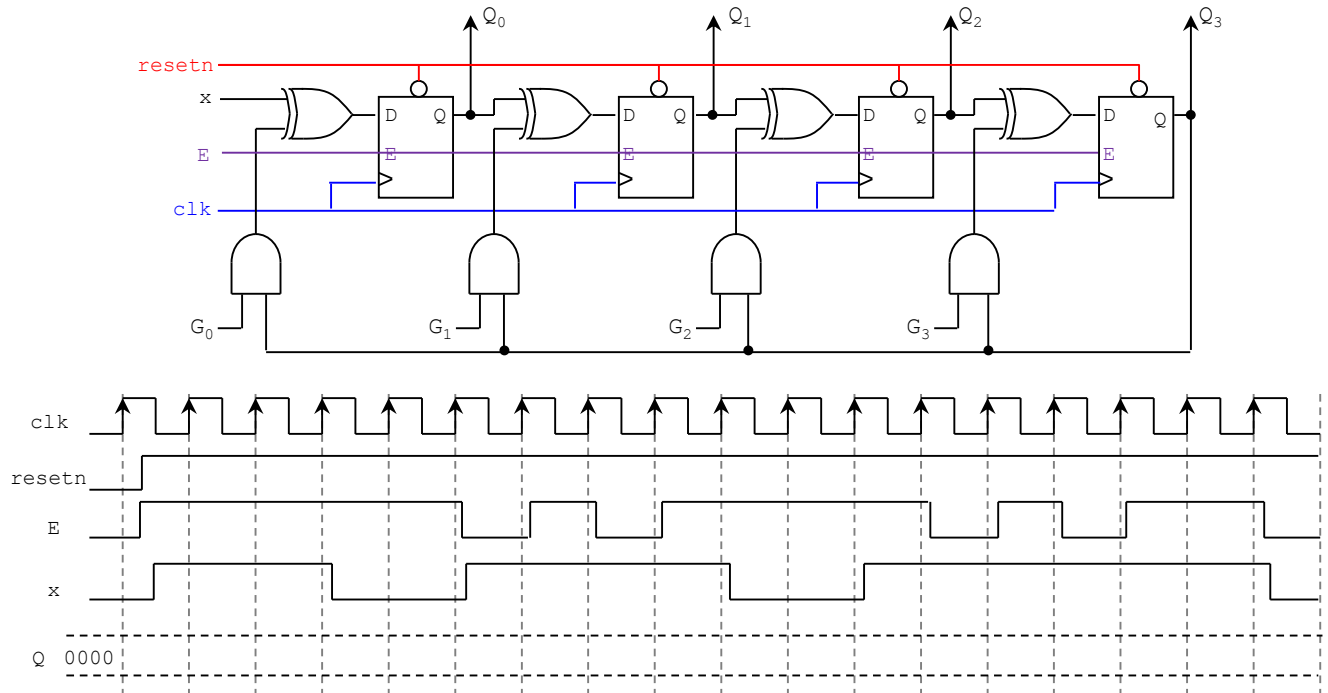 Q0 Q1 Q2 Q3
resetn
x
D Q D Q D Q D Q
E E E E E
clk
G0 G1 G2 G3
clk
resetn
E
x
Q 0000